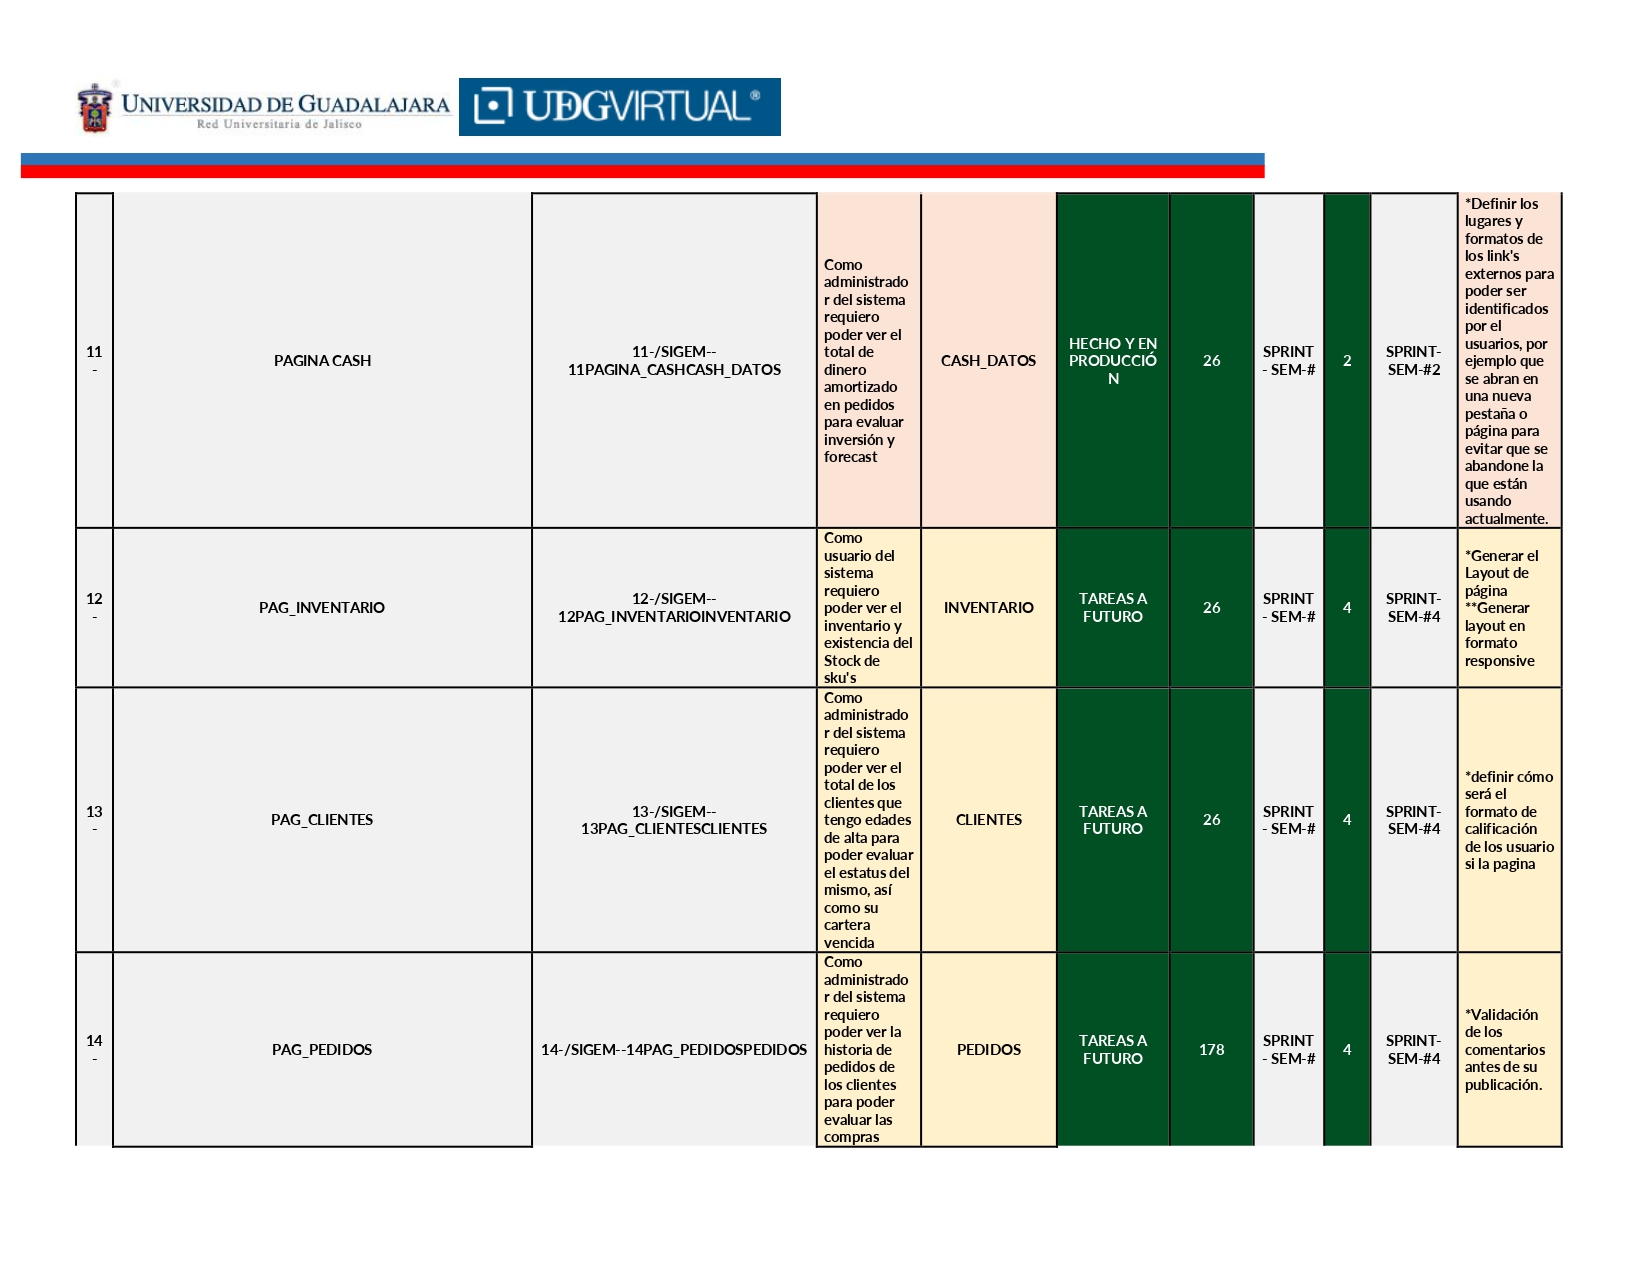 UNIVERSIDAD DE GUADALAJARA
Red Universitaria de Jalisco
UDGVIRTUAL®
11
-
PAGINA CASH
11-/SIGEM--
11PAGINA_CASHCASH_DATOS
Como
administrado
r del sistema
requiero
poder ver el
total de
dinero
amortizado
en pedidos
para evaluar
inversión y
forecast
CASH_DATOS
HECHO Y EN
PRODUCCIÓ
N
26
SPRINT
- SEM-#
2
SPRINT-
SEM-#2
*Definir los
lugares y
formatos de
los link's
externos para
poder ser
identificados
por el
usuarios, por
ejemplo que
se abran en
una nueva
pestaña o
página para
evitar que se
abandone la
que están
usando
actualmente.
12
-
PAG_INVENTARIO
12-/SIGEM--
12PAG_INVENTARIOINVENTARIO
Como
usuario del
sistema
requiero
poder ver el
inventario y
existencia del
Stock de
sku's
INVENTARIO
TAREAS A
FUTURO
26
SPRINT
- SEM-#
4
SPRINT-
SEM-#4
*Generar el
Layout de
página
**Generar
layout en
formato
responsive
13
-
PAG_CLIENTES
13-/SIGEM--
13PAG_CLIENTESCLIENTES
Como
administrado
r del sistema
requiero
poder ver el
total de los
clientes que
tengo edades
de alta para
poder evaluar
el estatus del
mismo, así
como su
cartera
vencida
CLIENTES
TAREAS A
FUTURO
26
SPRINT
- SEM-#
4
SPRINT-
SEM-#4
*definir cómo
será el
formato de
calificación
de los usuario
si la pagina
14
-
PAG_PEDIDOS
14-/SIGEM--14PAG_PEDIDOSPEDIDOS
Como
administrado
r del sistema
requiero
poder ver la
historia de
pedidos de
los clientes
para poder
evaluar las
compras
PEDIDOS
TAREAS A
FUTURO
178
SPRINT
- SEM-#
4
SPRINT-
SEM-#4
*Validación
de los
comentarios
antes de su
publicación.